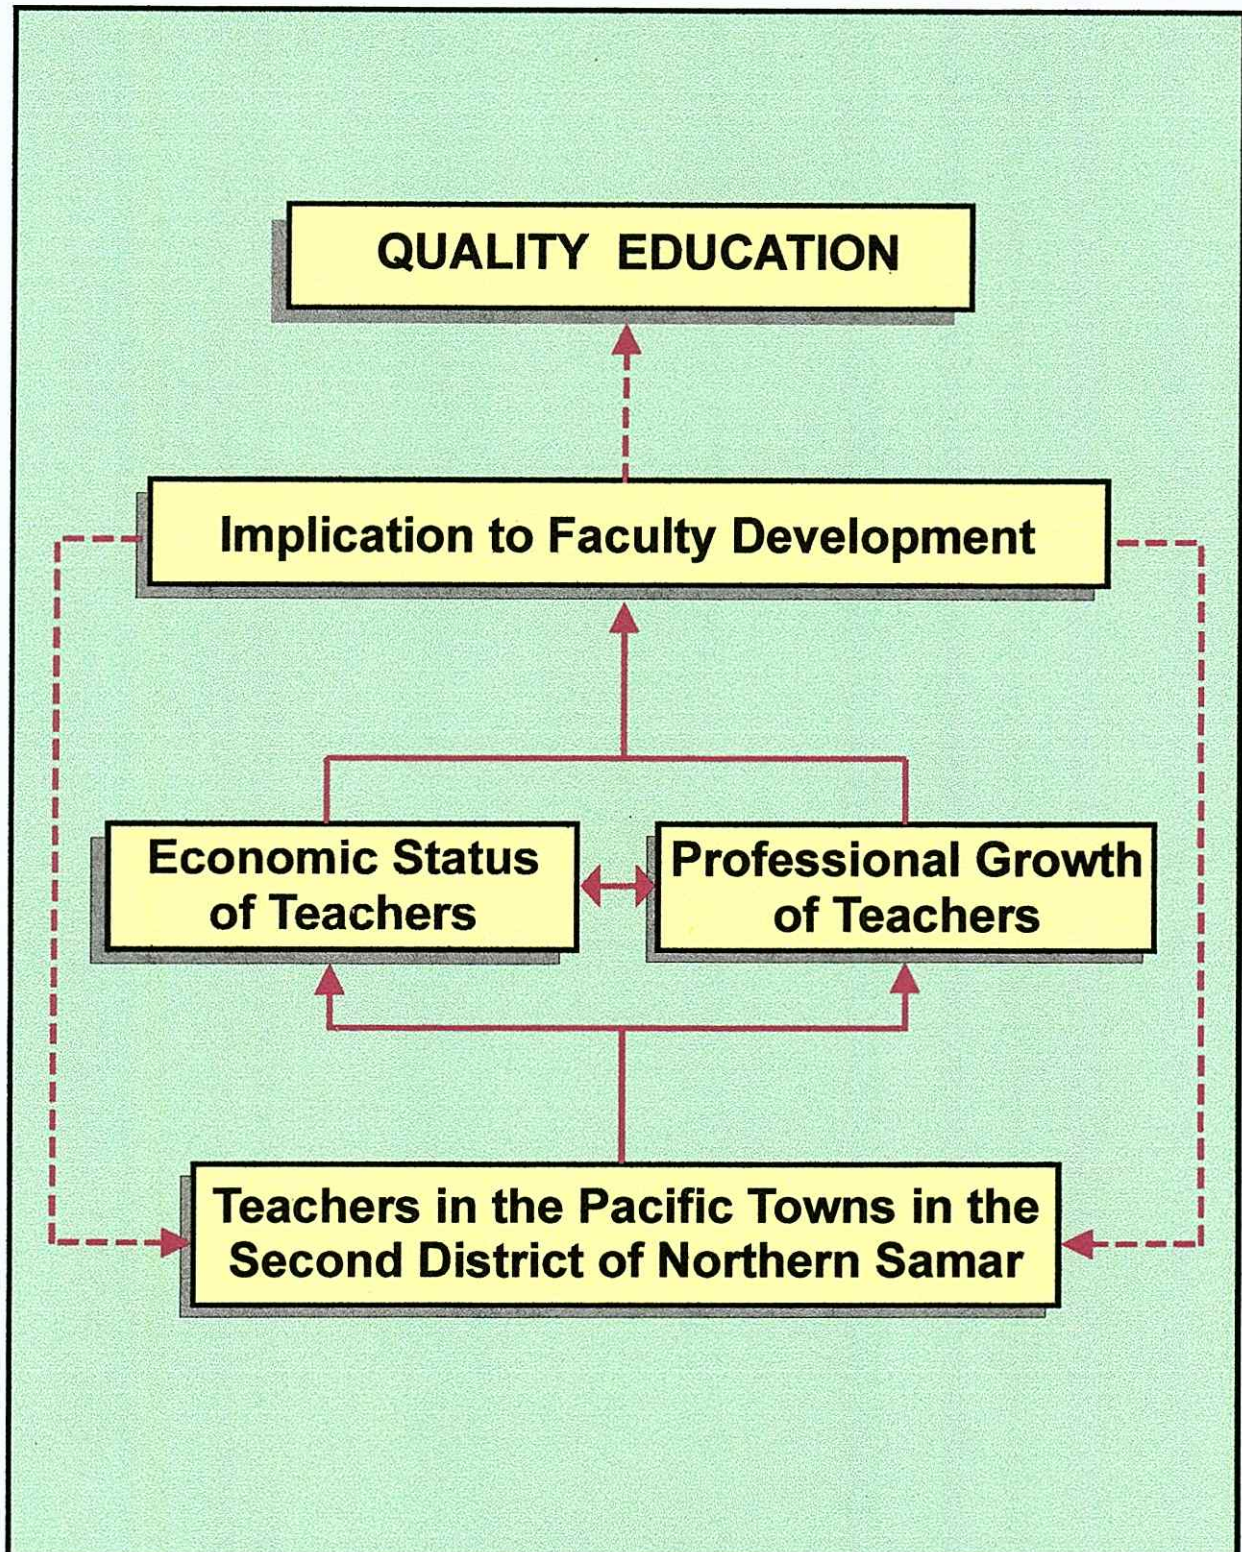 QUALITY EDUCATION
Implication to Faculty Development
Economic Status
of Teachers
Professional Growth
of Teachers
Teachers in the Pacific Towns in the
Second District of Northern Samar